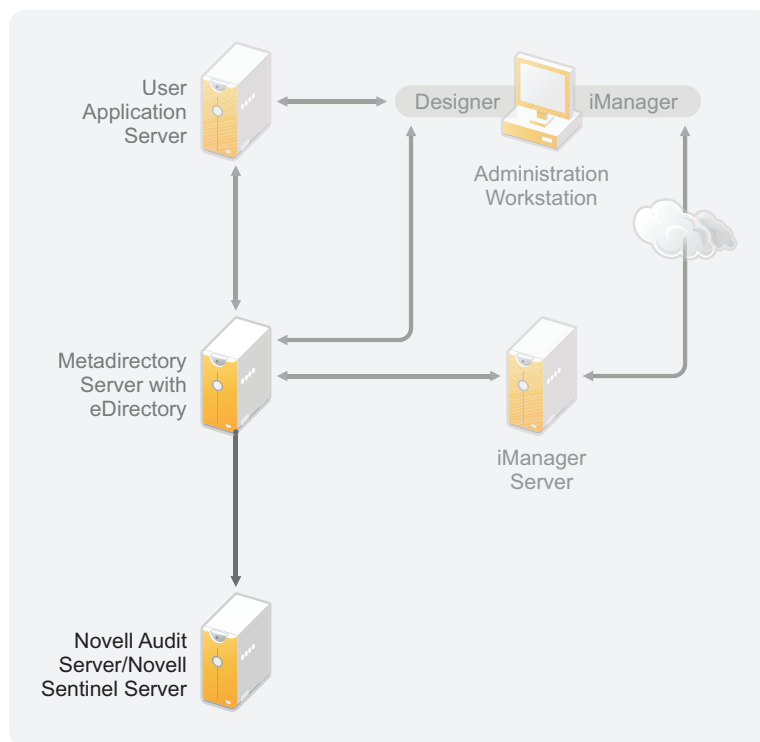 User
Application
Server
Designer
iManager
Administration
Workstation
Metadirectory
Server with
eDirectory
iManager
Server
Novell Audit
Server/Novell
Sentinel Server